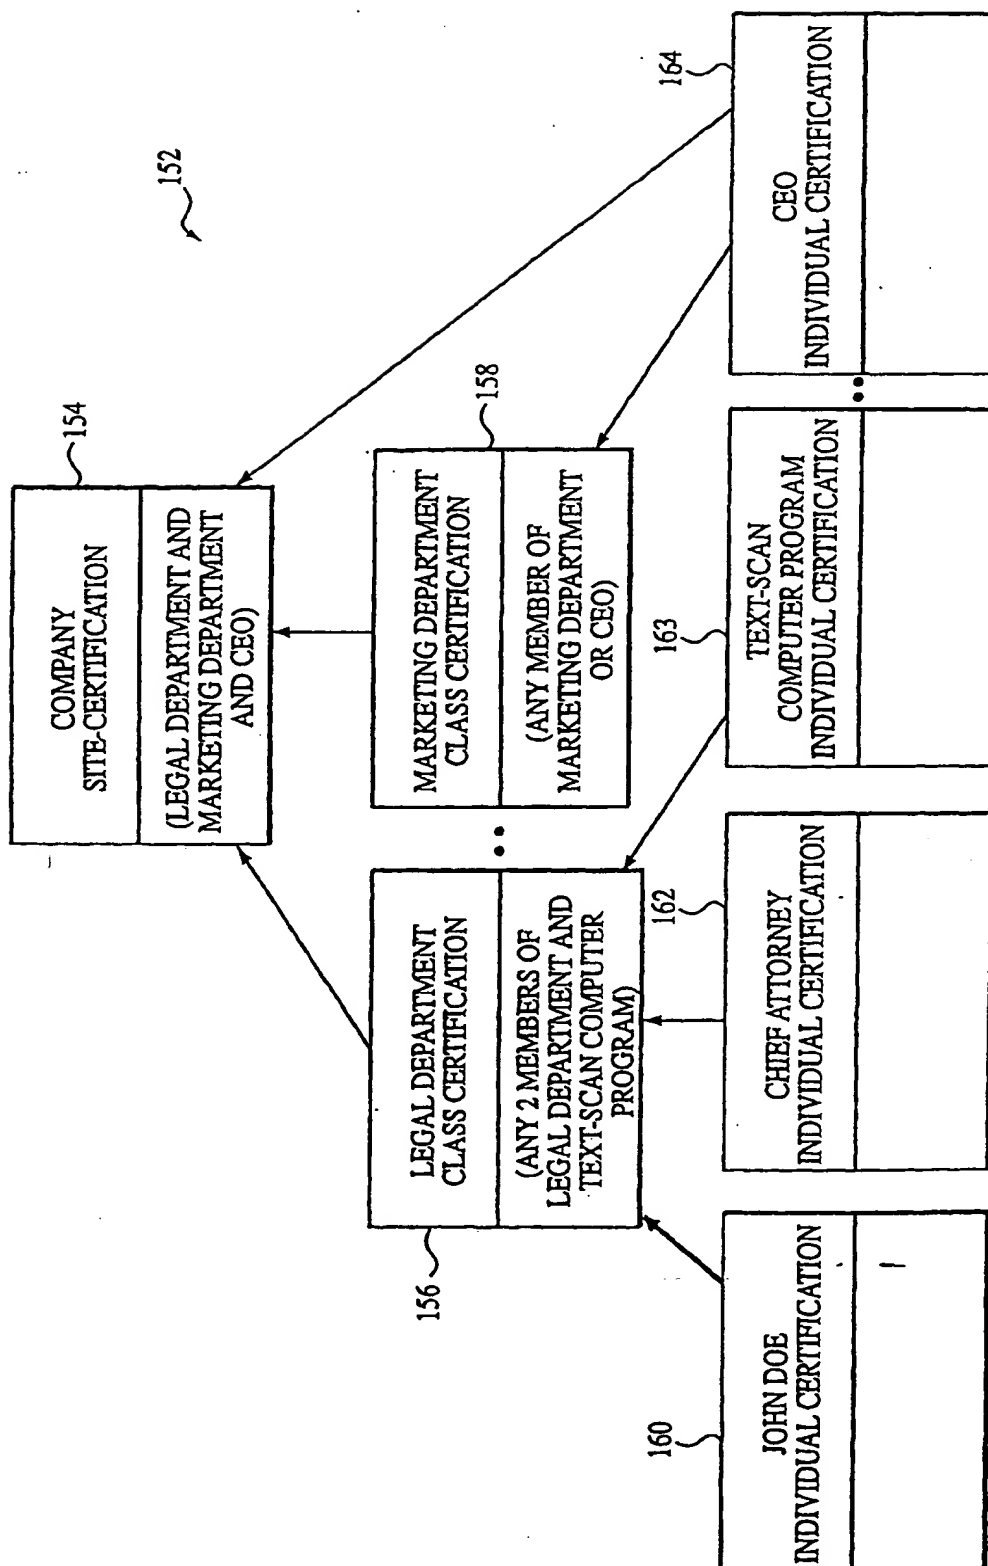 152
154
COMPANY
SITE-CERTIFICATION
(LEGAL DEPARTMENT AND
MARKETING DEPARTMENT
AND CEO)
156
LEGAL DEPARTMENT
CLASS CERTIFICATION
(ANY 2 MEMBERS OF
LEGAL DEPARTMENT AND
TEXT-SCAN COMPUTER
PROGRAM)
158
MARKETING DEPARTMENT
CLASS CERTIFICATION
(ANY MEMBER OF
MARKETING DEPARTMENT
OR CEO)
160
JOHN DOE
INDIVIDUAL CERTIFICATION
162
CHIEF ATTORNEY
INDIVIDUAL CERTIFICATION
163
TEXT-SCAN
COMPUTER PROGRAM
INDIVIDUAL CERTIFICATION
164
CEO
INDIVIDUAL CERTIFICATION